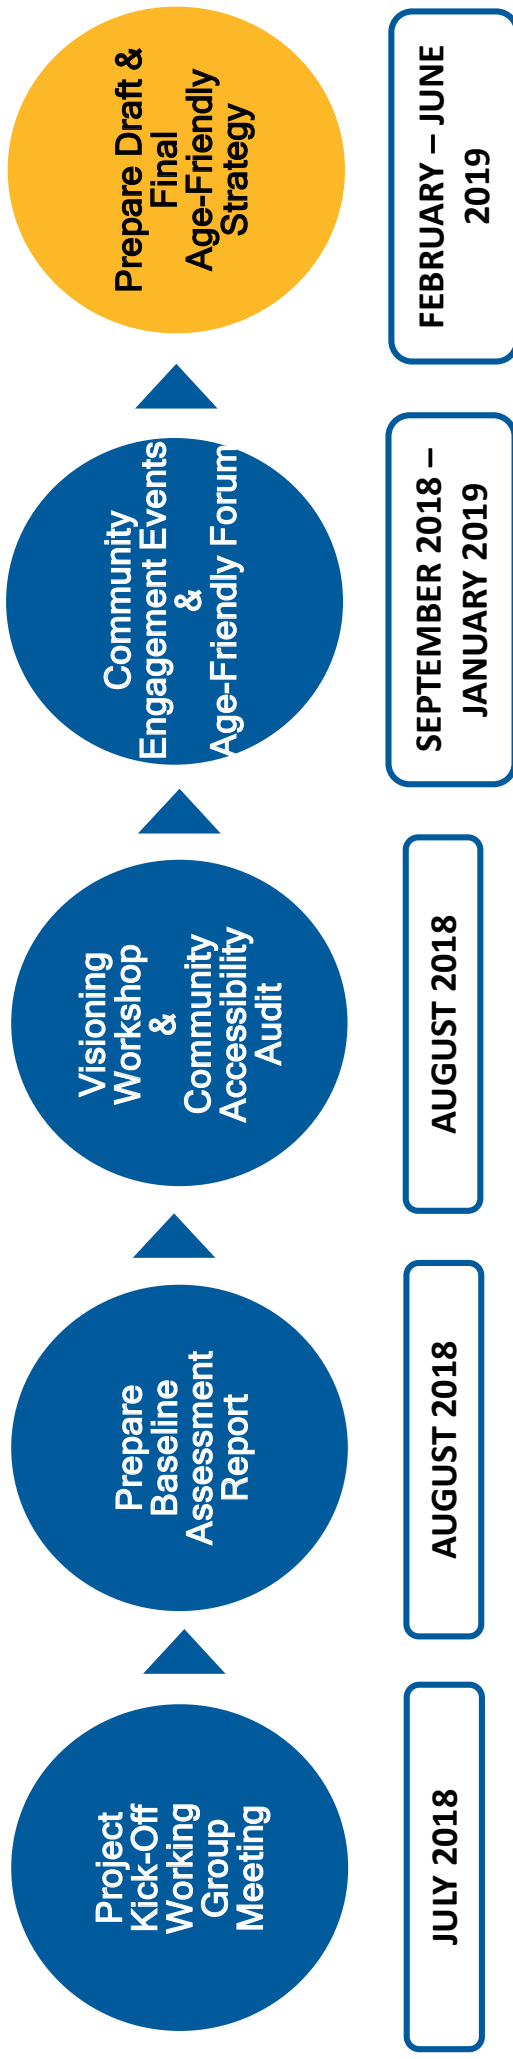 Project
Kick-Off
Working
Group
Meeting
JULY 2018
Prepare
Baseline
Assessment
Report
AUGUST 2018
Visioning
Workshop
&
Community
Accessibility
Audit
AUGUST 2018
Community
Engagement Events
&
Age-Friendly Forum
SEPTEMBER 2018 –
JANUARY 2019
Prepare Draft &
Final
Age-Friendly
Strategy
FEBRUARY – JUNE
2019